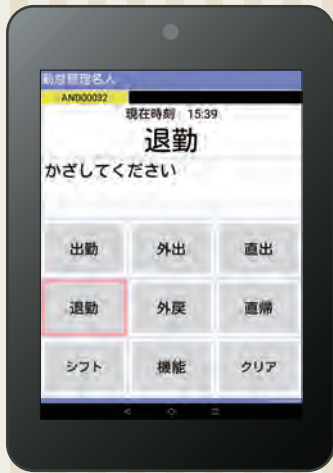 勤怠管理名人
AND00032
現在時刻 15:39
退勤
かざしてください
出勤 外出 直出
退勤 外戻 直帰
シフト 機能 クリア